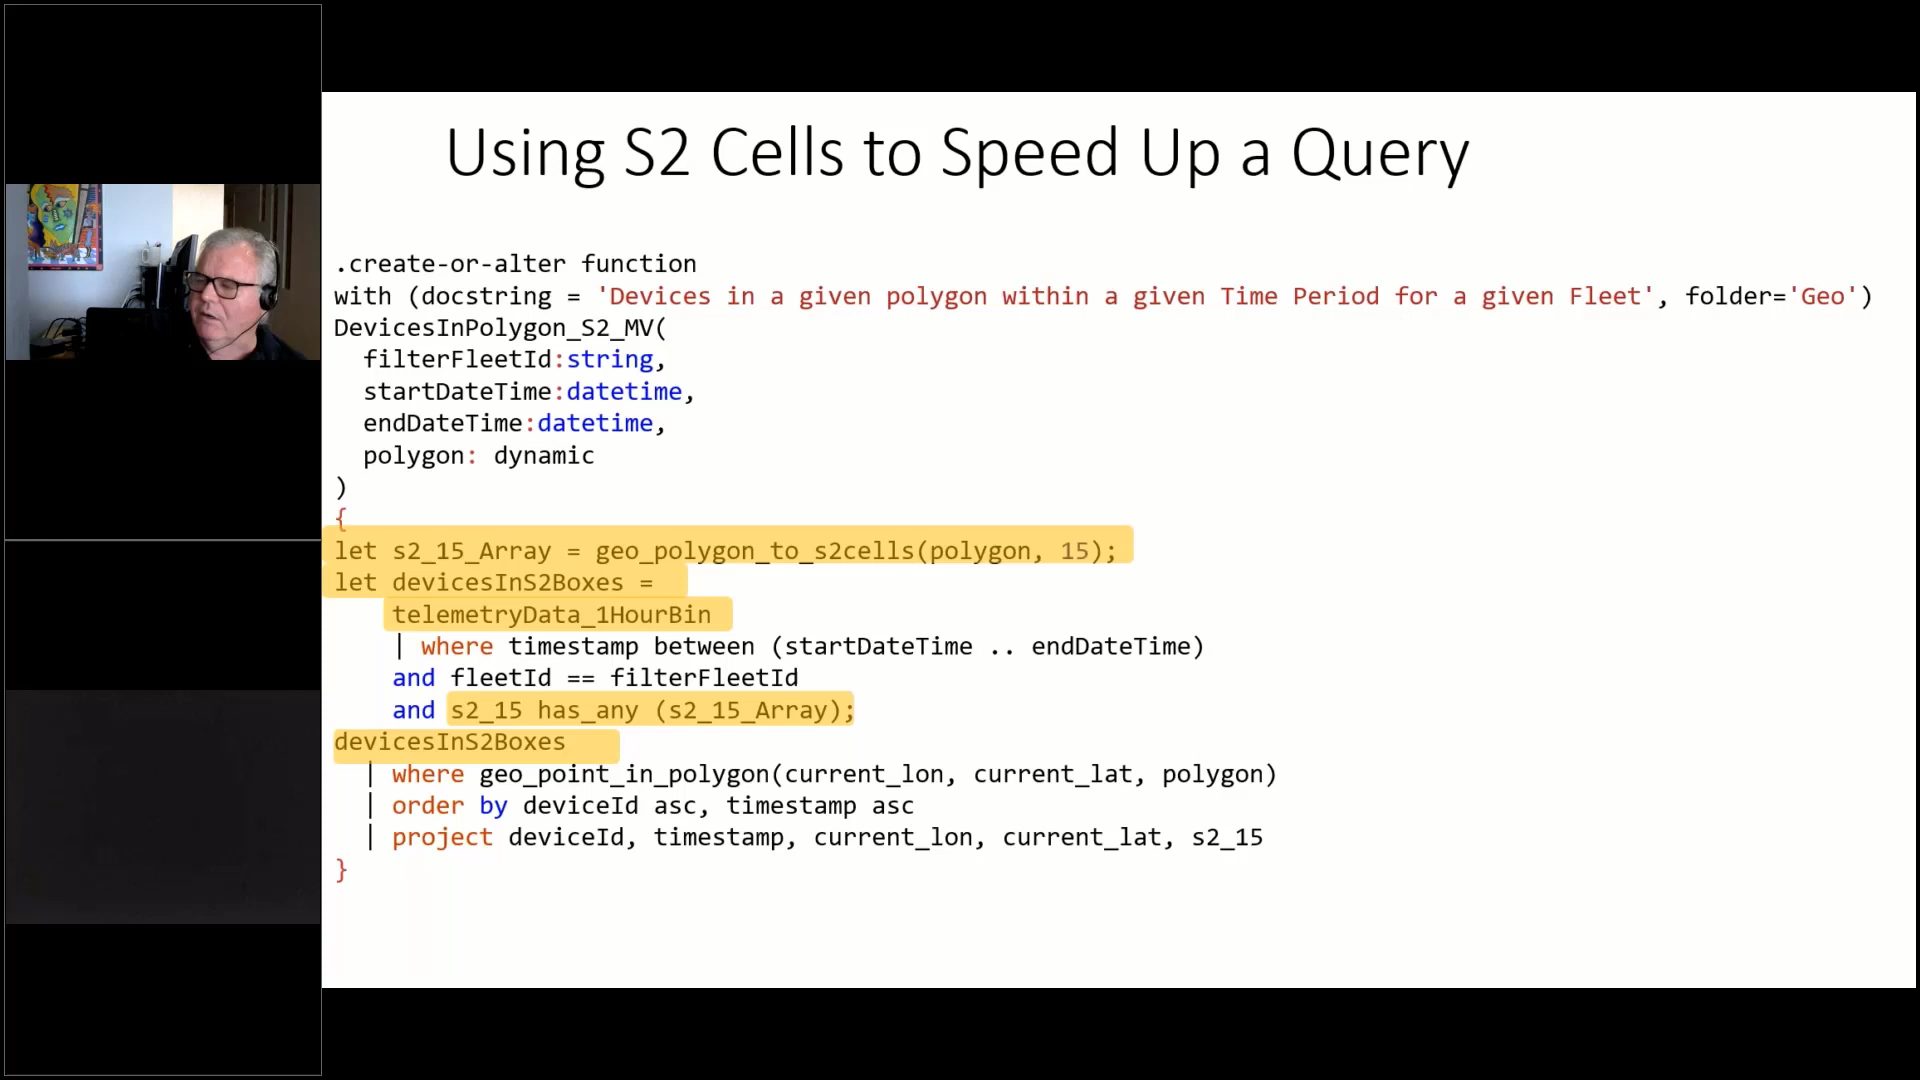 Using S2 Cells to Speed Up a Query
.create-or-alter function
with (docstring = 'Devices in a given polygon within a given Time Period for a given Fleet', folder='Geo')
DevicesInPolygon_S2_MV(
  filterFleetId:string,
  startDateTime:datetime,
  endDateTime:datetime,
  polygon: dynamic
)
{
let s2_15_Array = geo_polygon_to_s2cells(polygon, 15);
let devicesInS2Boxes =
    telemetryData_1HourBin
    | where timestamp between (startDateTime .. endDateTime)
    and fleetId == filterFleetId
    and s2_15 has_any (s2_15_Array);
devicesInS2Boxes
  | where geo_point_in_polygon(current_lon, current_lat, polygon)
  | order by deviceId asc, timestamp asc
  | project deviceId, timestamp, current_lon, current_lat, s2_15
}